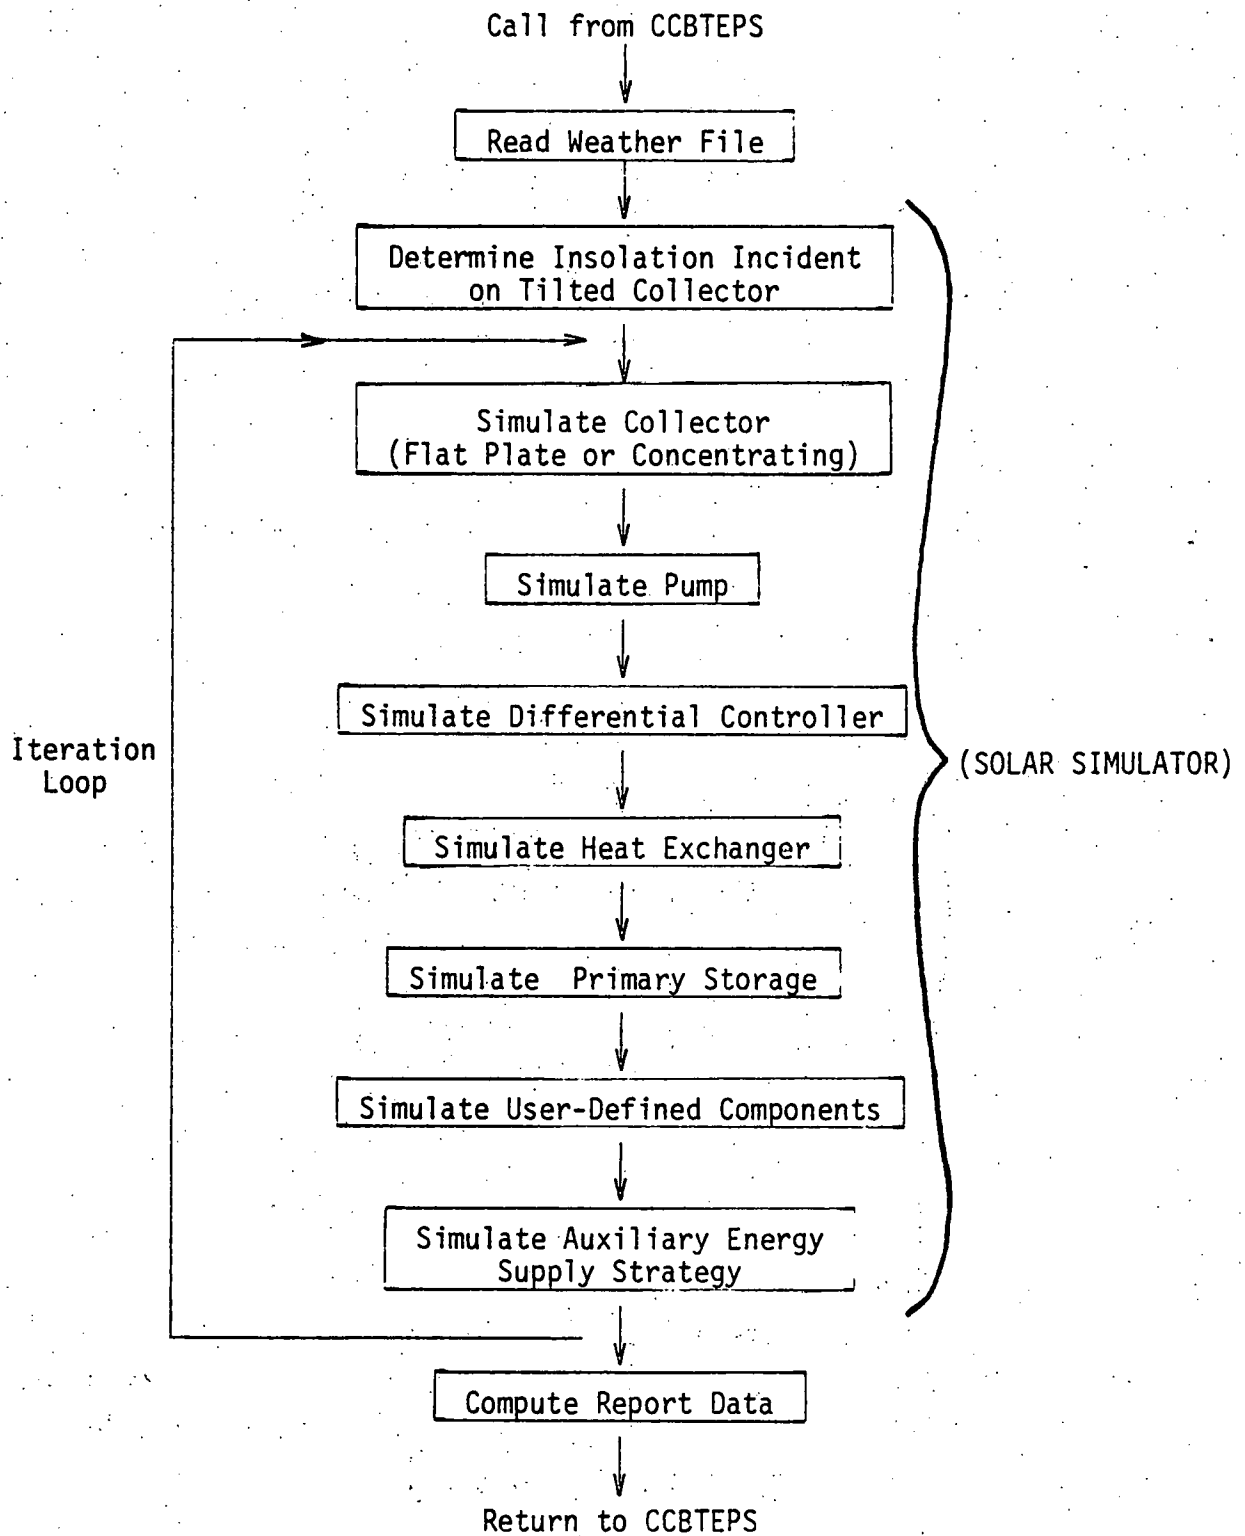 Call from CCBTEPS
Read Weather File
Determine Insolation Incident
on Tilted Collector
Simulate Collector
(Flat Plate or Concentrating)
Simulate Pump
Simulate Differential Controller
Iteration
Loop
(SOLAR SIMULATOR)
Simulate Heat Exchanger
Simulate Primary Storage
Simulate User-Defined Components
Simulate Auxiliary Energy
Supply Strategy
Compute Report Data
Return to CCBTEPS